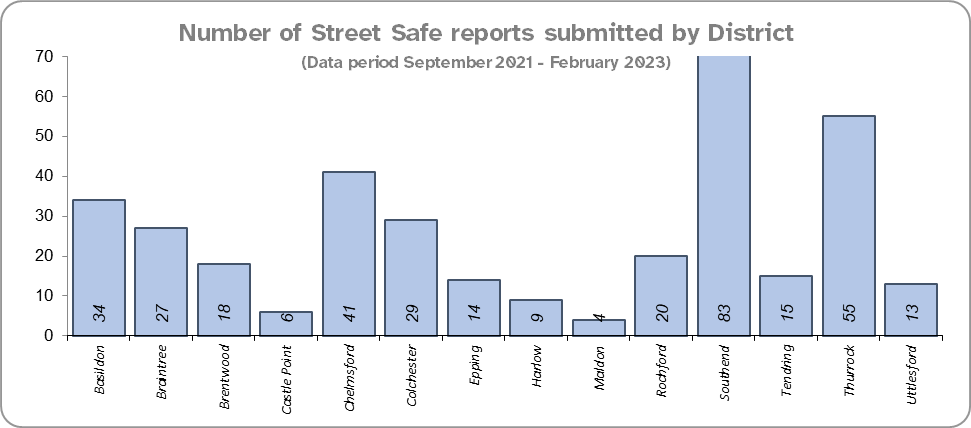 Number of Street Safe reports submitted by District
(Data period September 2021 - February 2023)
70
60
50
40
30
20
10
0
34
27
18
6
41
29
14
9
4
20
83
15
55
13
Basildon
Braintree
Brentwood
Castle Point
Chelmsford
Colchester
Epping
Harlow
Maldon
Rochford
Southend
Tendring
Thurrock
Uttlesford